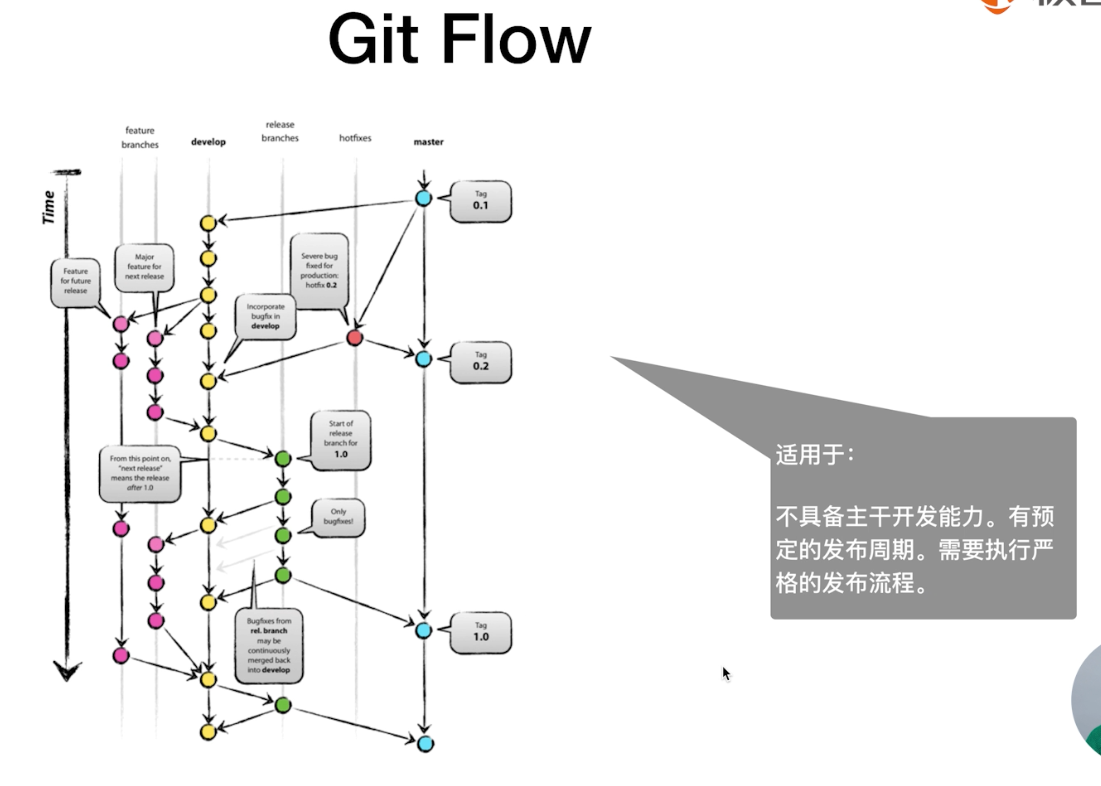 Git Flow
feature
branches
develop
release
branches
hotfixes
master
Time
Tag
0.1
Feature
for future
release
Major
feature for
next release
Severe bug
fixed for
production:
hotfix 0.2
Incorporate
bugfix in
develop
Tag
0.2
Start of
release
branch for
1.0
From this point on,
"next release"
means the release
after 1.0
Only
bugfixes!
Bugfixes from
rel. branch
may be
continuously
merged back
into develop
Tag
1.0
适用于：
不具备主干开发能力。有预
定的发布周期。需要执行严
格的发布流程。